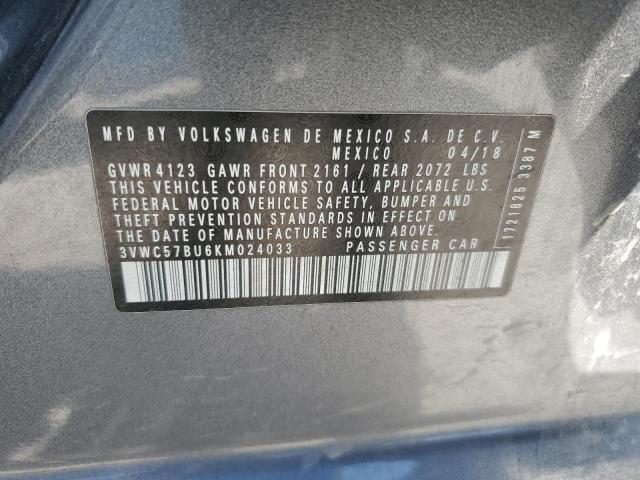 MFD BY VOLKSWAGEN DE MEXICO S.A. DE C.V.
MEXICO 04/18
GVWR 4123 GAWR FRONT 2161 / REAR 2072 LBS
THIS VEHICLE CONFORMS TO ALL APPLICABLE U.S.
FEDERAL MOTOR VEHICLE SAFETY, BUMPER AND
THEFT PREVENTION STANDARDS IN EFFECT ON
THE DATE OF MANUFACTURE SHOWN ABOVE.
3VWC57BU6KM024033 PASSENGER CAR
1721826 3387 M